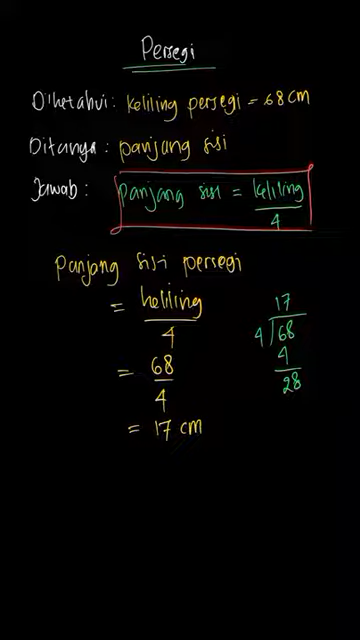 Persegi
Diketahui: keliling persegi = 68 cm
Ditanya: panjang sisi
Jawab: panjang sisi = keliling
4
panjang sisi persegi
= keliling
4
= 68
4
= 17 cm
17
4 68
4
28